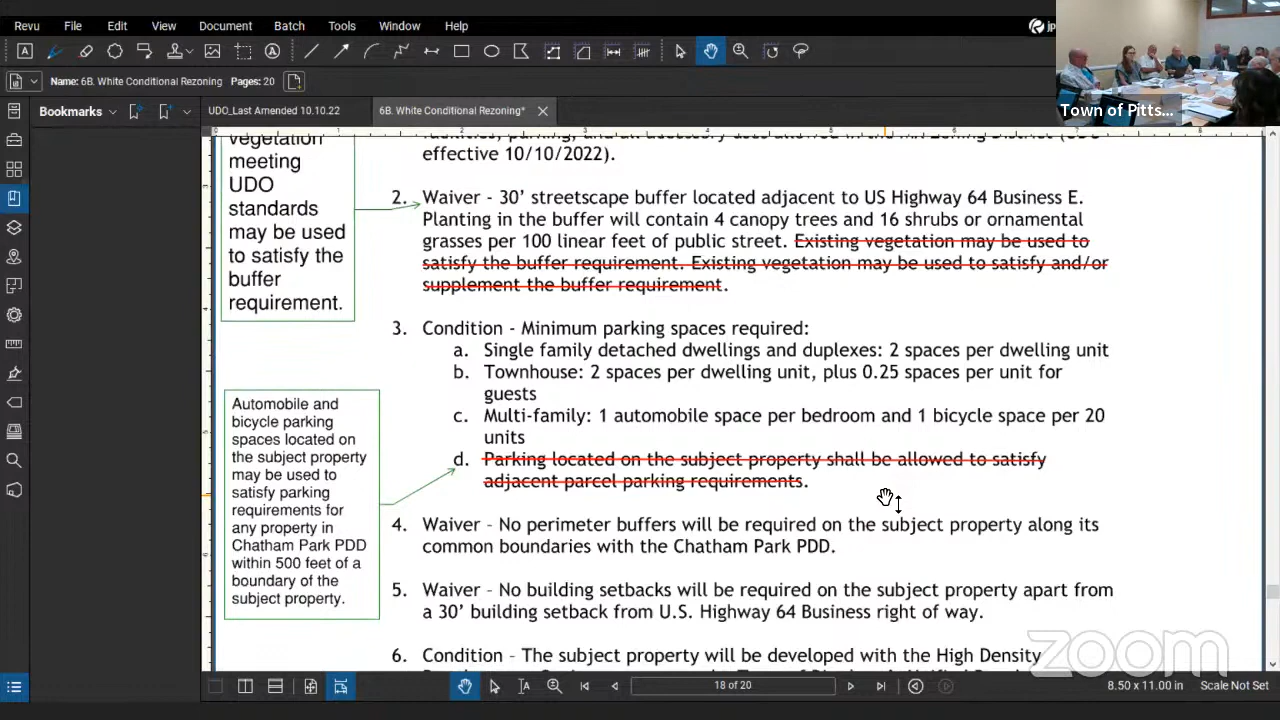 Revu File Edit View Document Batch Tools Window Help
jp
Name: 6B. White Conditional Rezoning Pages: 20
Bookmarks
UDO_Last Amended 10.10.22
6B. White Conditional Rezoning*
Town of Pitts...
vegetation
meeting
UDO
standards
may be used
to satisfy the
buffer
requirement.
effective 10/10/2022).
2. Waiver - 30’ streetscape buffer located adjacent to US Highway 64 Business E.
Planting in the buffer will contain 4 canopy trees and 16 shrubs or ornamental
grasses per 100 linear feet of public street. Existing vegetation may be used to
satisfy the buffer requirement. Existing vegetation may be used to satisfy and/or
supplement the buffer requirement.
3. Condition - Minimum parking spaces required:
a. Single family detached dwellings and duplexes: 2 spaces per dwelling unit
b. Townhouse: 2 spaces per dwelling unit, plus 0.25 spaces per unit for
guests
c. Multi-family: 1 automobile space per bedroom and 1 bicycle space per 20
units
d. Parking located on the subject property shall be allowed to satisfy
adjacent parcel parking requirements.
Automobile and
bicycle parking
spaces located on
the subject property
may be used to
satisfy parking
requirements for
any property in
Chatham Park PDD
within 500 feet of a
boundary of the
subject property.
4. Waiver – No perimeter buffers will be required on the subject property along its
common boundaries with the Chatham Park PDD.
5. Waiver – No building setbacks will be required on the subject property apart from
a 30’ building setback from U.S. Highway 64 Business right of way.
6. Condition – The subject property will be developed with the High Density
zoom
18 of 20
8.50 x 11.00 in
Scale Not Set